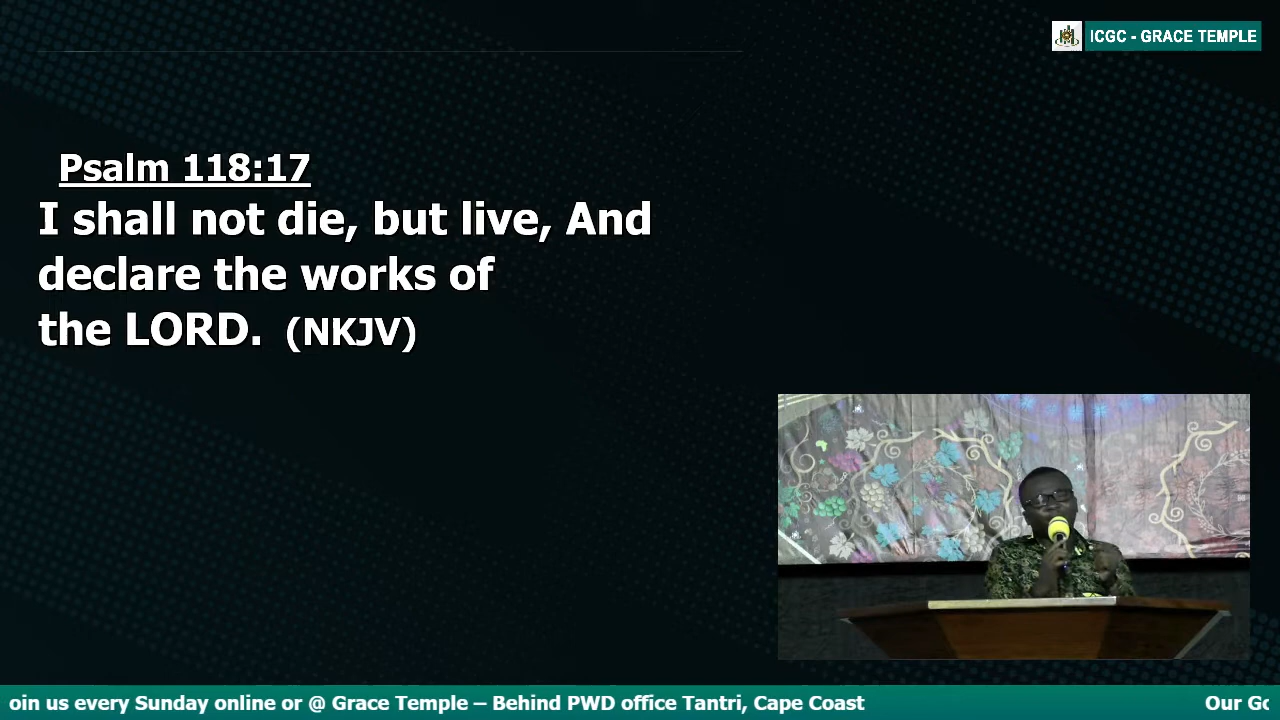 ICGC - GRACE TEMPLE
Psalm 118:17
I shall not die, but live, And
declare the works of
the LORD. (NKJV)
oin us every Sunday online or @ Grace Temple – Behind PWD office Tantri, Cape Coast Our Go